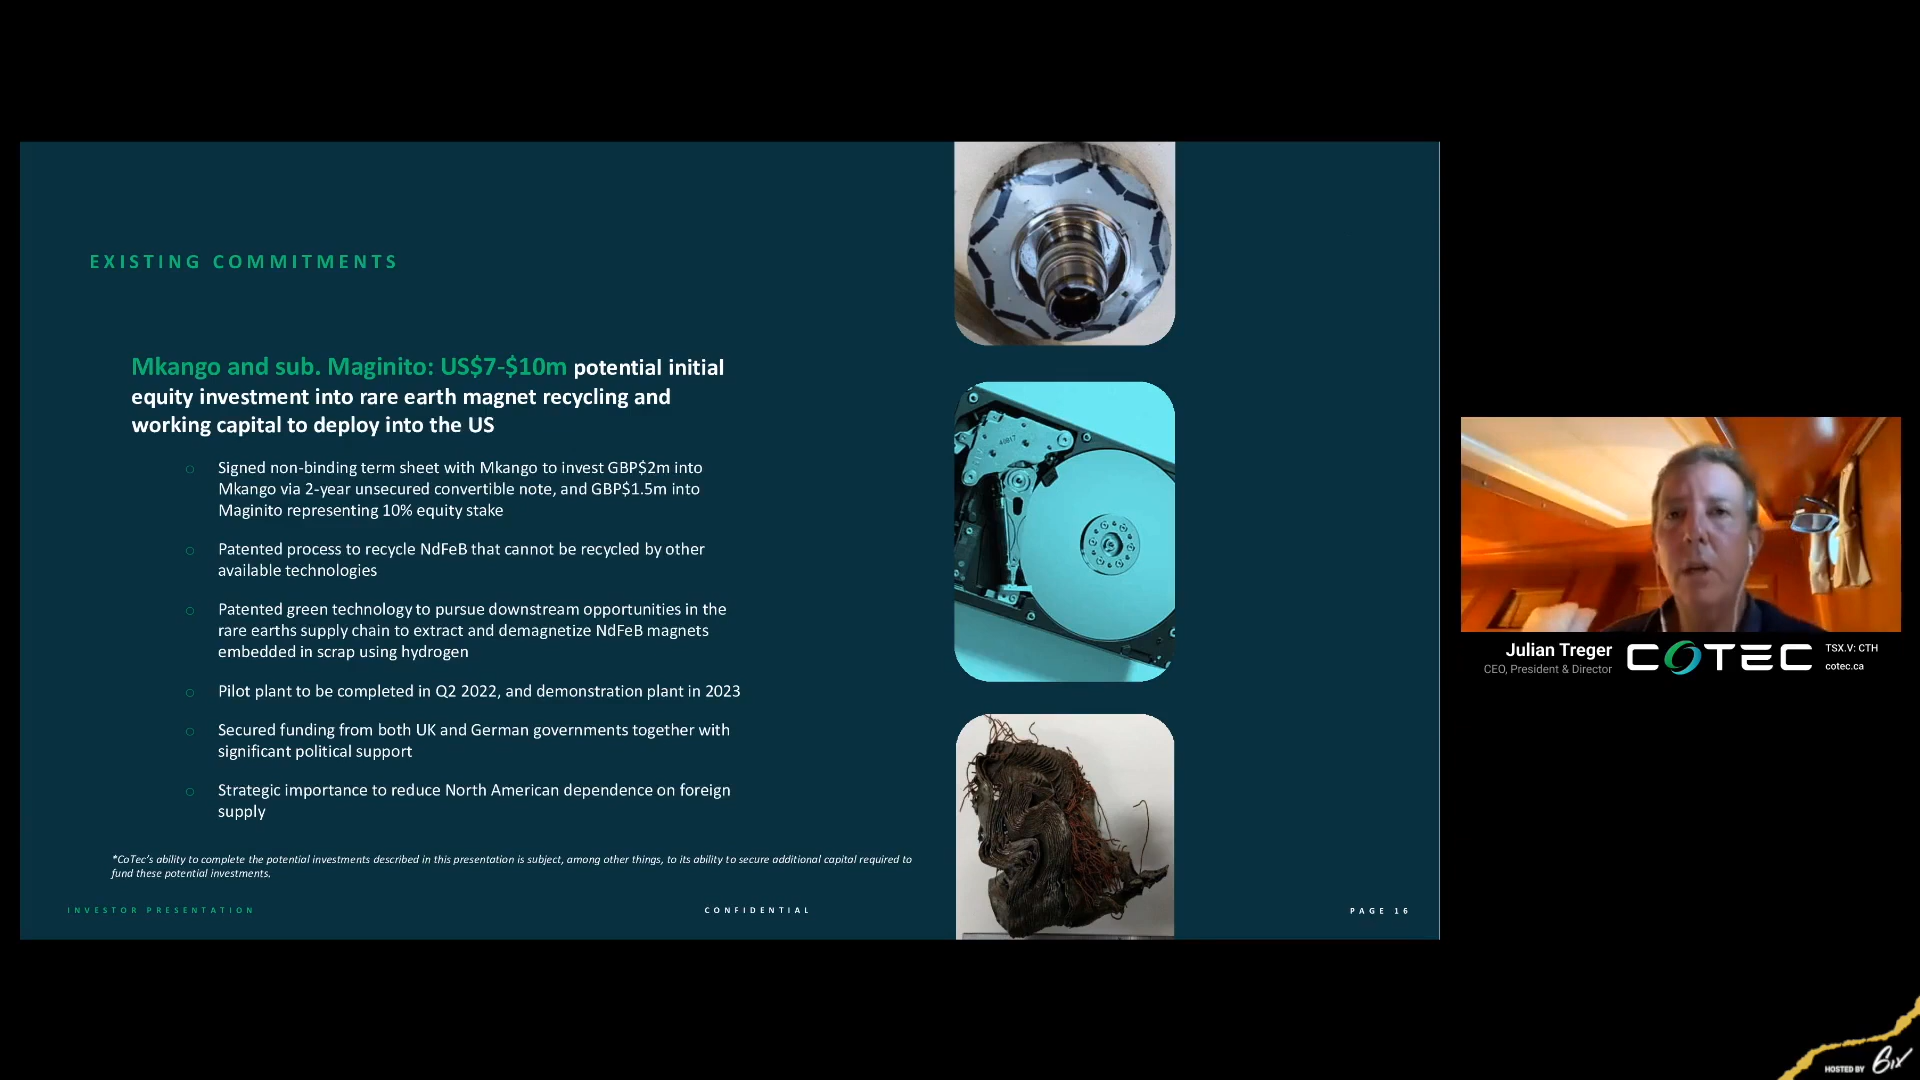 EXISTING COMMITMENTS
Mkango and sub. Maginito: US$7-$10m potential initial
equity investment into rare earth magnet recycling and
working capital to deploy into the US
○ Signed non-binding term sheet with Mkango to invest GBP$2m into
Mkango via 2-year unsecured convertible note, and GBP$1.5m into
Maginito representing 10% equity stake
○ Patented process to recycle NdFeB that cannot be recycled by other
available technologies
○ Patented green technology to pursue downstream opportunities in the
rare earths supply chain to extract and demagnetize NdFeB magnets
embedded in scrap using hydrogen
○ Pilot plant to be completed in Q2 2022, and demonstration plant in 2023
○ Secured funding from both UK and German governments together with
significant political support
○ Strategic importance to reduce North American dependence on foreign
supply
*CoTec's ability to complete the potential investments described in this presentation is subject, among other things, to its ability to secure additional capital required to
fund these potential investments.
INVESTOR PRESENTATION
CONFIDENTIAL
PAGE 16
Julian Treger
CEO, President & Director
COTEC
TSX.V: CTH
cotec.ca
HOSTED BY 6ix